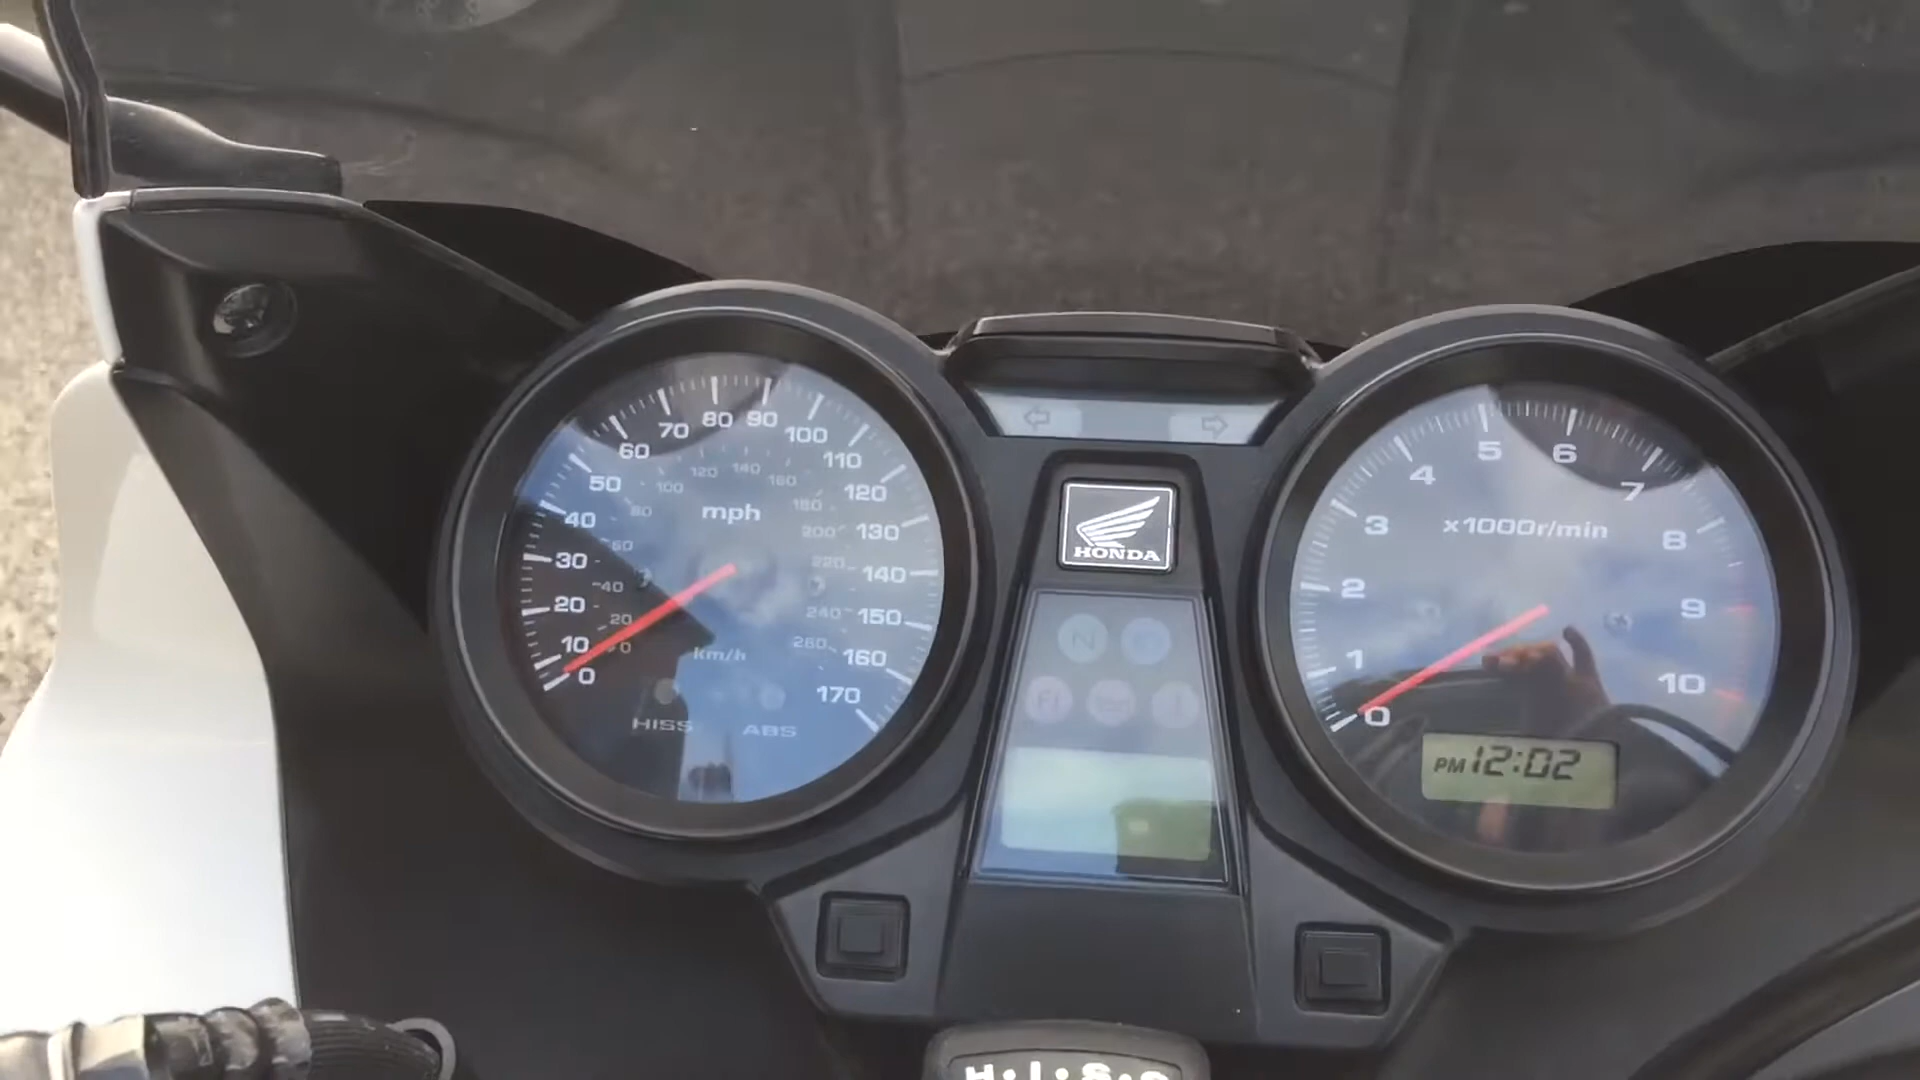 0 10 20 30 40 50 60 70 80 90 100 110 120 130 140 150 160 170
0 20 40 60 80 100 120 140 160 180 200 220 240 260
mph
km/h
HISS ABS
HONDA
N
FI
0 1 2 3 4 5 6 7 8 9 10
x1000r/min
PM 12:02
H·I·S·S